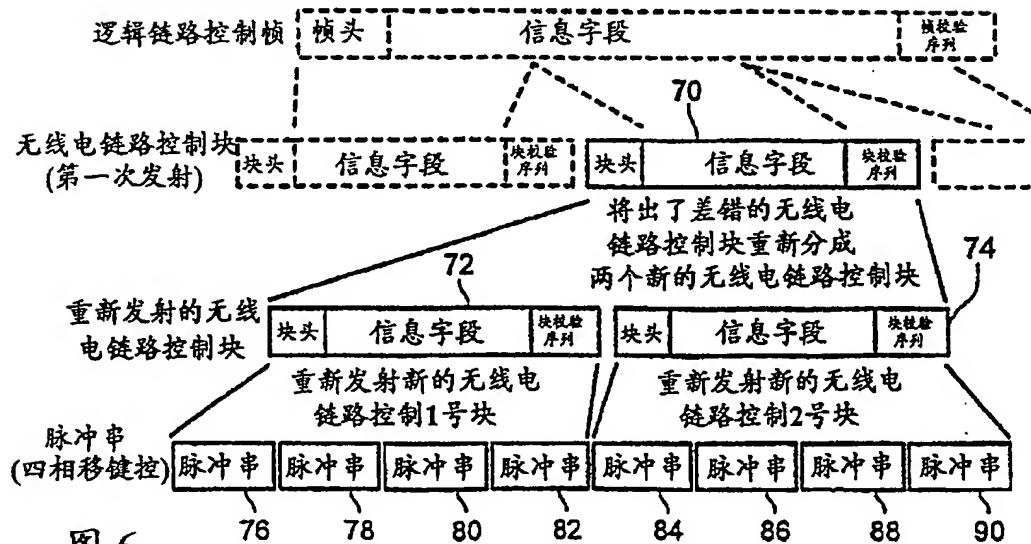 逻辑链路控制帧 帧头 信息字段 帧校验
序列
70
无线电链路控制块
(第一次发射)
块头 信息字段 块校验
序列
块头 信息字段 块校验
序列
将出了差错的无线电
链路控制块重新分成
两个新的无线电链路控制块
72
74
重新发射的无线
电链路控制块
块头 信息字段 块校验
序列
块头 信息字段 块校验
序列
重新发射新的无线电
链路控制1号块
重新发射新的无线电
链路控制2号块
脉冲串
(四相移键控)
脉冲串 脉冲串 脉冲串 脉冲串 脉冲串 脉冲串 脉冲串 脉冲串
76 78 80 82 84 86 88 90
图 6